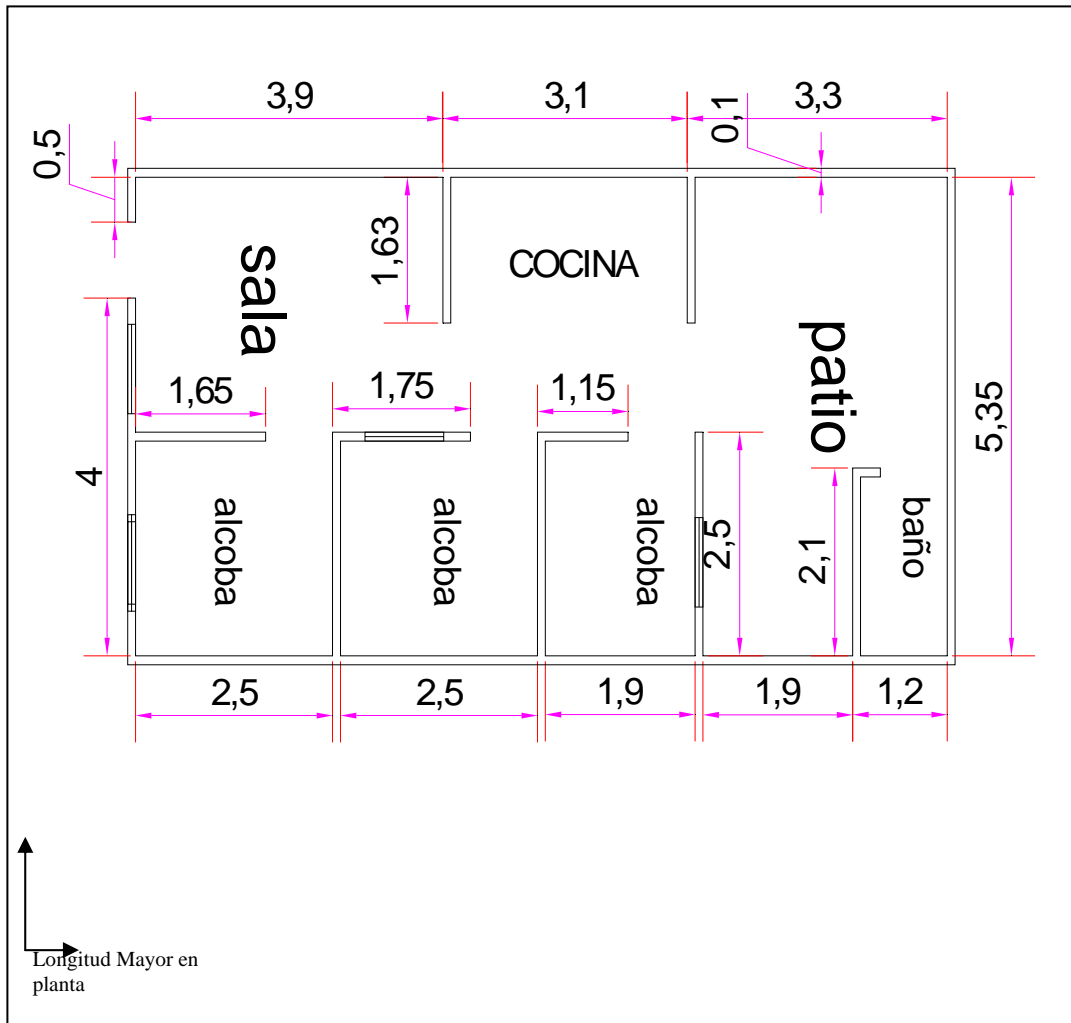 3,9
3,1
3,3
0,1
0,5
1,63
sala
COCINA
patio
1,65
1,75
1,15
5,35
4
alcoba
alcoba
alcoba
2,5
2,1
baño
2,5
2,5
1,9
1,9
1,2
Longitud Mayor en
planta